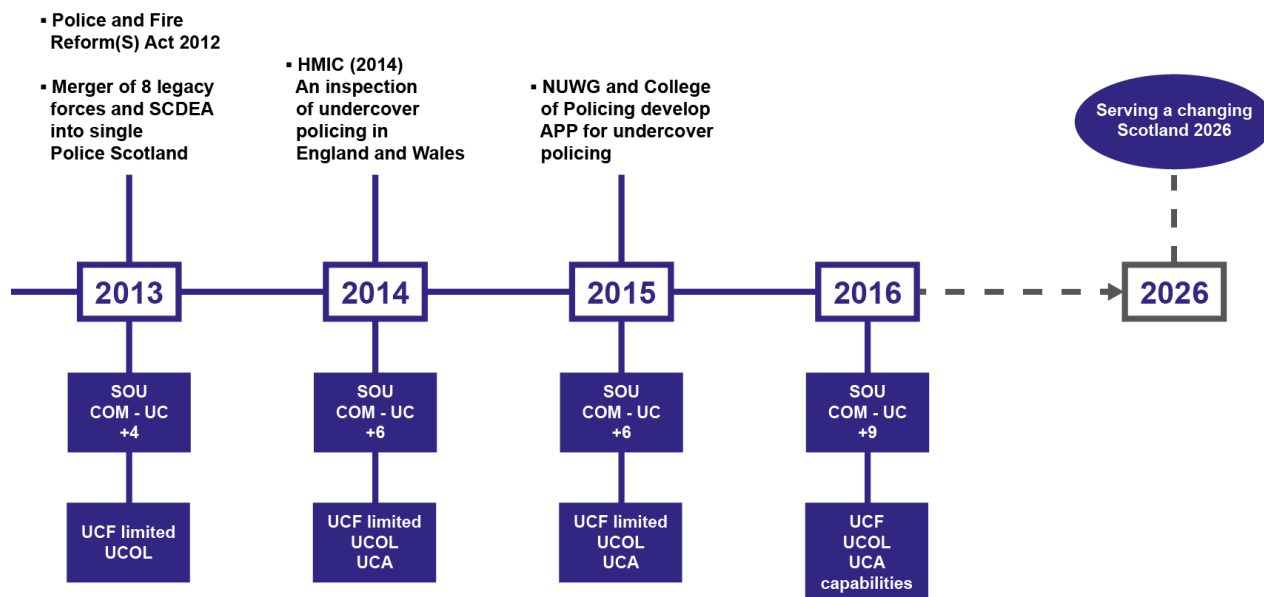 ▪ Police and Fire
Reform(S) Act 2012
▪ Merger of 8 legacy
forces and SCDEA
into single
Police Scotland
▪ HMIC (2014)
An inspection
of undercover
policing in
England and Wales
▪ NUWG and College
of Policing develop
APP for undercover
policing
Serving a changing
Scotland 2026
2013
2014
2015
2016
2026
SOU
COM - UC
+4
SOU
COM - UC
+6
SOU
COM - UC
+6
SOU
COM - UC
+9
UCF limited
UCOL
UCF limited
UCOL
UCA
UCF limited
UCOL
UCA
UCF
UCOL
UCA
capabilities